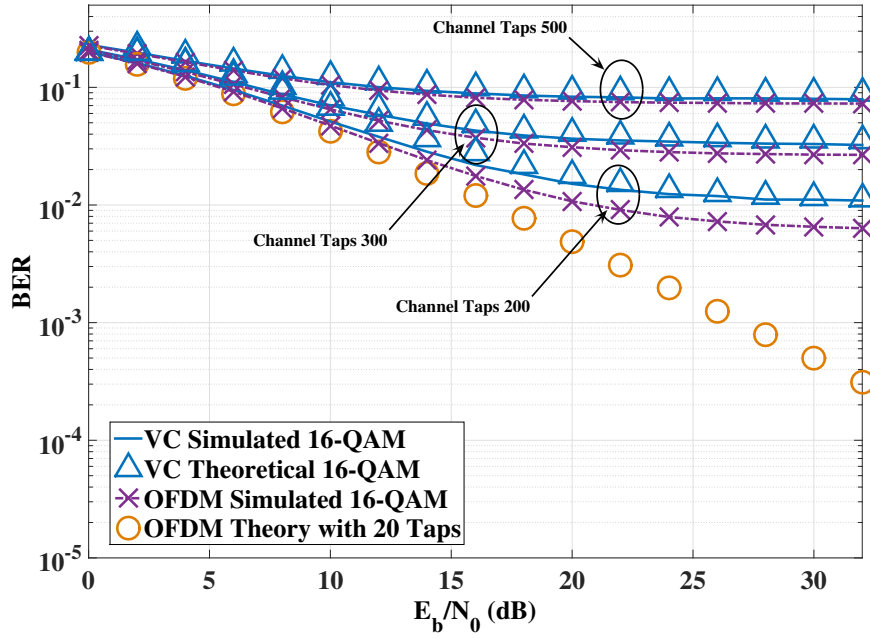 Channel Taps 500
10^-1
10^-2
10^-3
10^-4
10^-5
BER
Channel Taps 300
Channel Taps 200
VC Simulated 16-QAM
VC Theoretical 16-QAM
OFDM Simulated 16-QAM
OFDM Theory with 20 Taps
0 5 10 15 20 25 30
E_b/N_0 (dB)